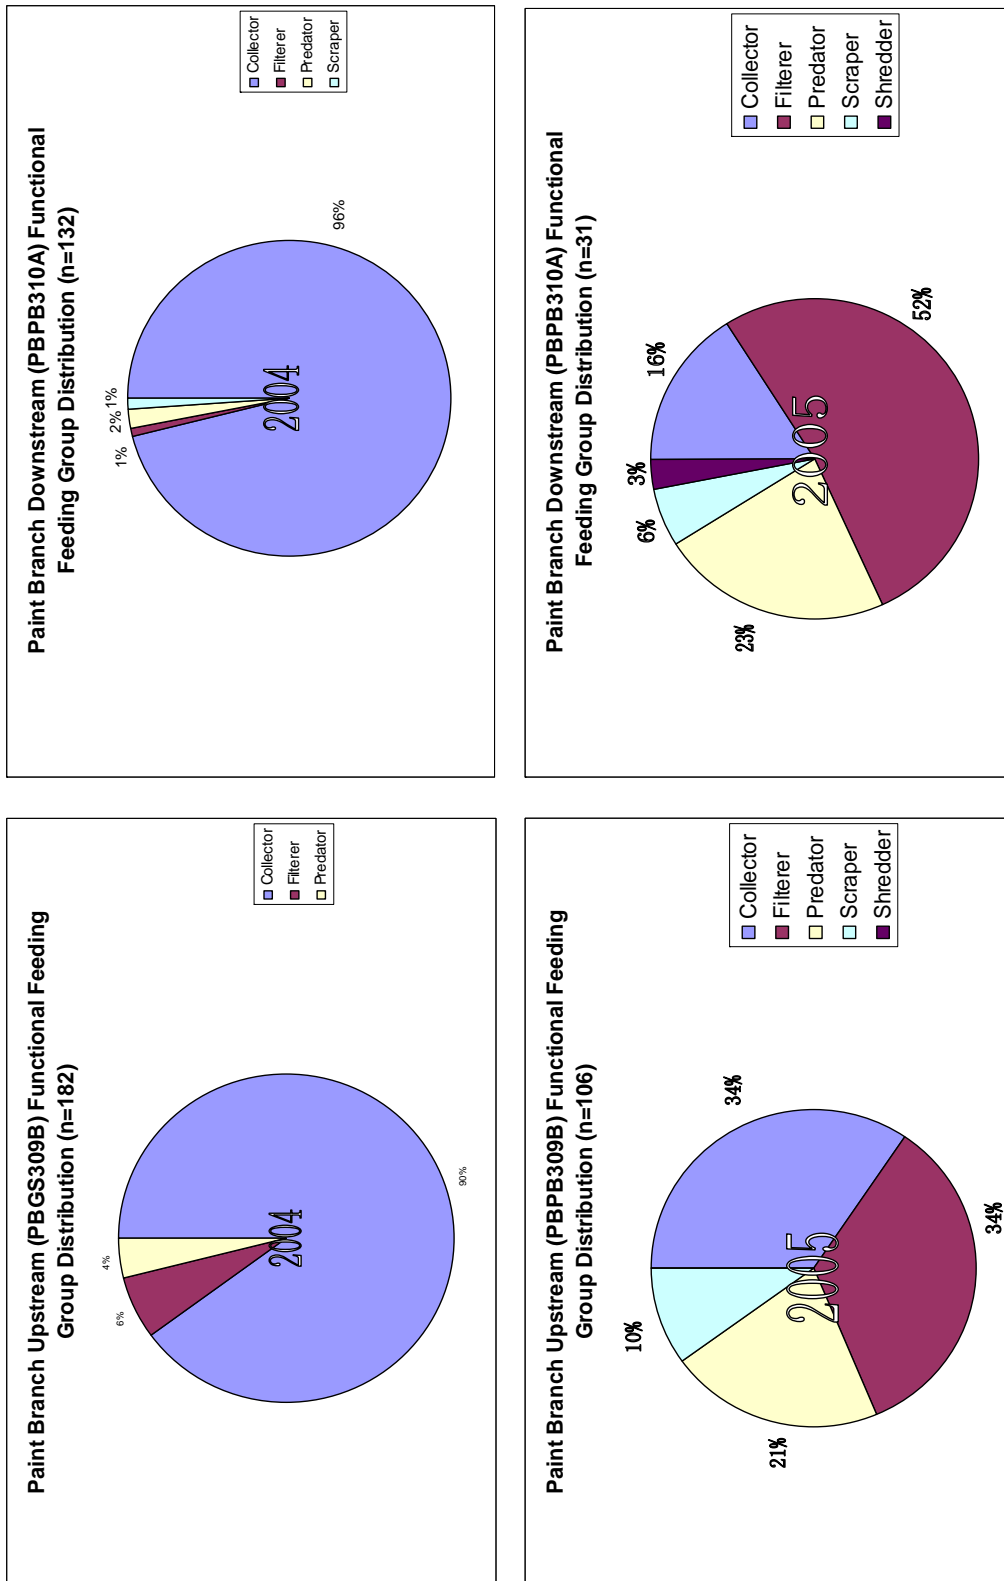 Paint Branch Upstream (PBGS309B) Functional Feeding
Group Distribution (n=182)
4%
6%
90%
2004
Collector
Filterer
Predator
Paint Branch Downstream (PBPB310A) Functional
Feeding Group Distribution (n=132)
1%
2%
1%
96%
2004
Collector
Filterer
Predator
Scraper
Paint Branch Upstream (PBPB309B) Functional Feeding
Group Distribution (n=106)
10%
34%
21%
34%
2005
Collector
Filterer
Predator
Scraper
Shredder
Paint Branch Downstream (PBPB310A) Functional
Feeding Group Distribution (n=31)
3%
6%
16%
23%
52%
2005
Collector
Filterer
Predator
Scraper
Shredder